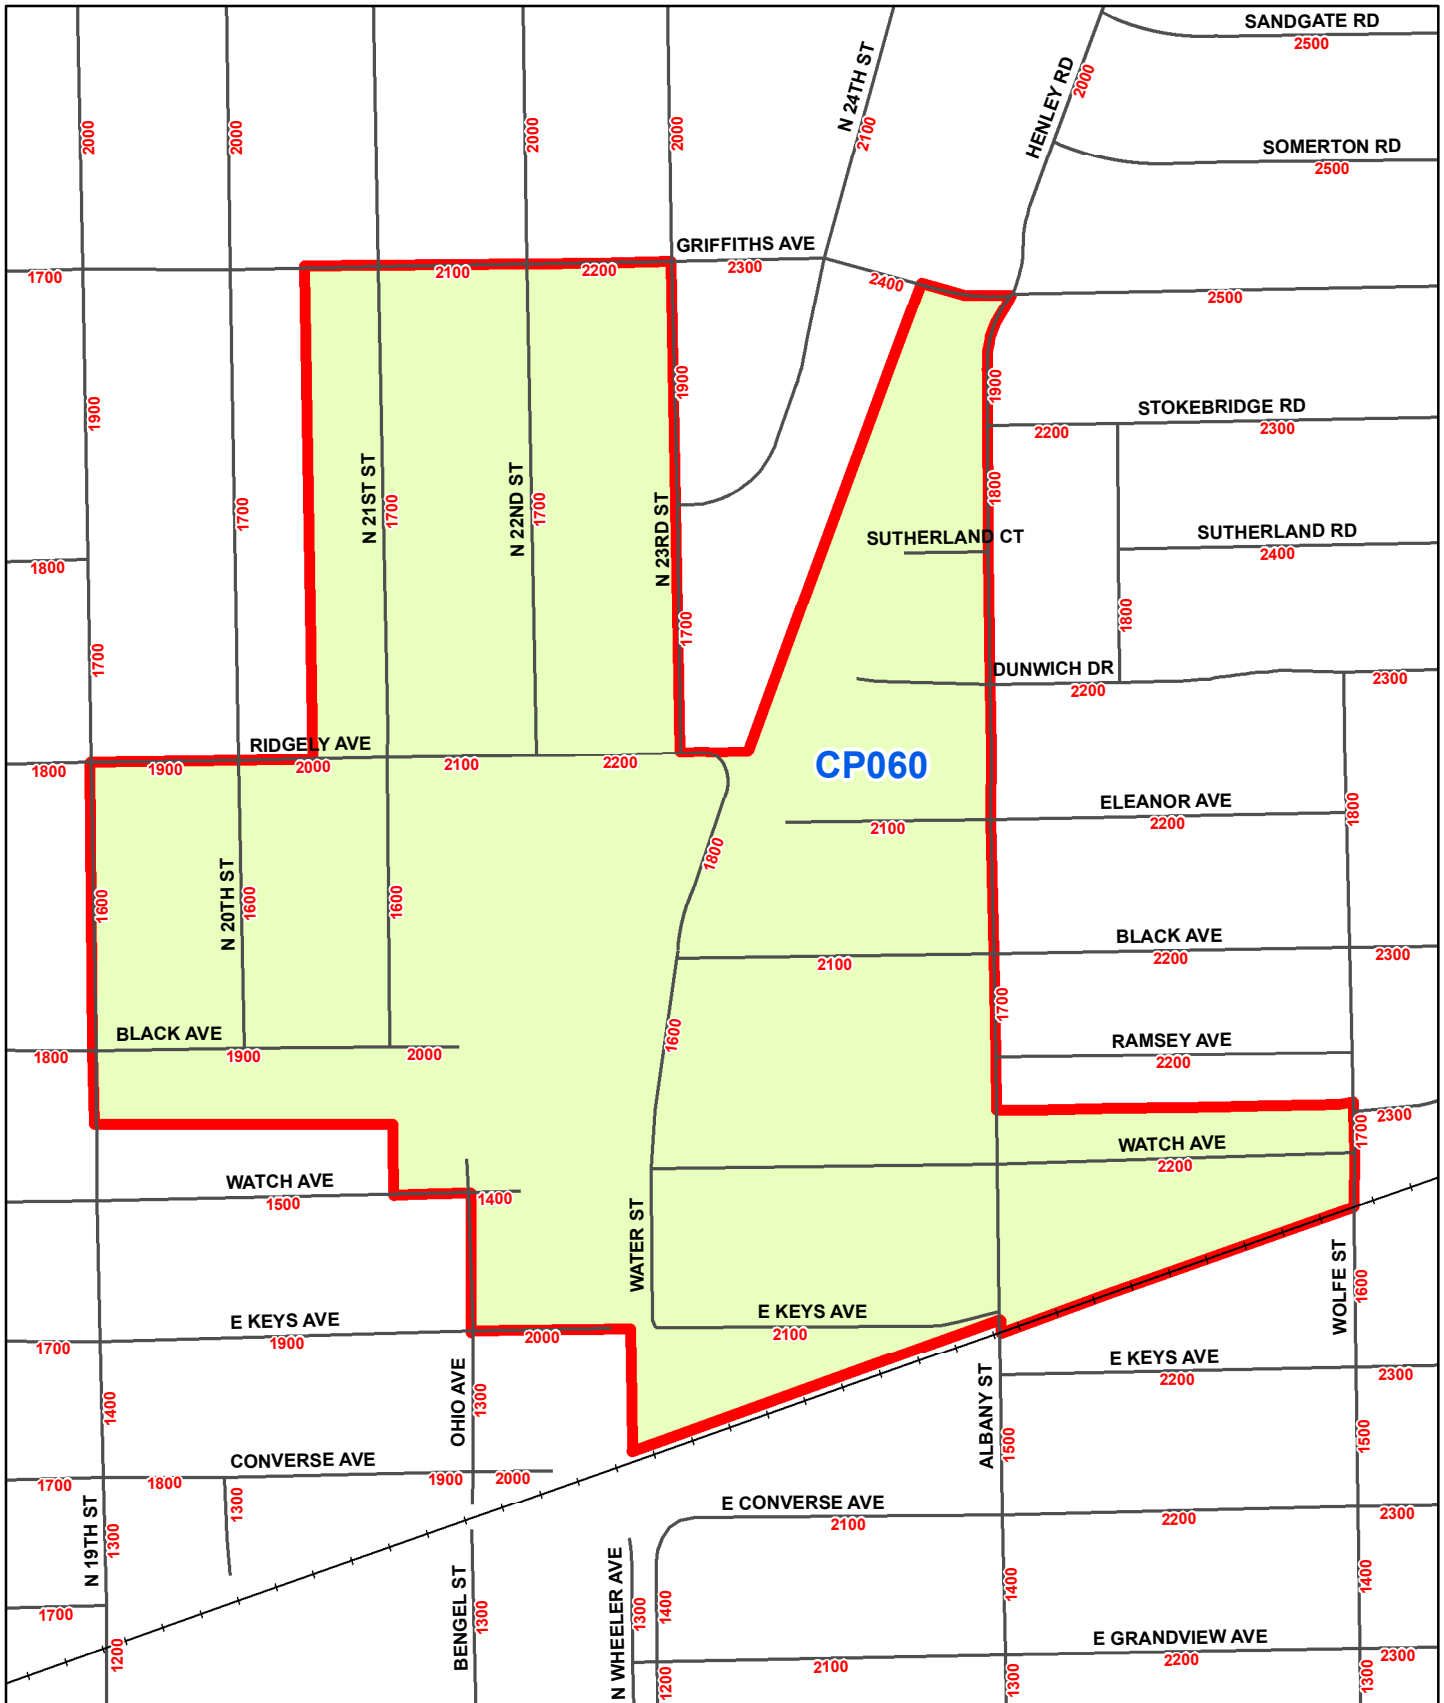 SANDGATE RD
2500
N 24TH ST
2100
HENLEY RD
2000
2000
2000
2000
2000
SOMERTON RD
2500
GRIFFITHS AVE
1700
2100
2200
2300
2400
2500
1900
1900
1900
STOKEBRIDGE RD
2200
2300
N 21ST ST
1700
N 22ND ST
1700
N 23RD ST
1700
1800
SUTHERLAND CT
SUTHERLAND RD
2400
1800
1800
1700
1700
DUNWICH DR
2200
2300
RIDGELY AVE
1800
1900
2000
2100
2200
CP060
ELEANOR AVE
2100
2200
1800
1800
N 20TH ST
1600
1600
1600
BLACK AVE
2100
2200
2300
1700
1600
BLACK AVE
1800
1900
2000
RAMSEY AVE
2200
2300
1700
WATCH AVE
2200
WATCH AVE
1500
1400
WATER ST
E KEYS AVE
2100
E KEYS AVE
1700
1900
2000
WOLFE ST
1600
E KEYS AVE
2200
2300
OHIO AVE
1300
1400
ALBANY ST
1500
1500
CONVERSE AVE
1700
1800
1900
2000
1300
E CONVERSE AVE
2100
2200
2300
N 19TH ST
1300
BENGEL ST
1300
N WHEELER AVE
1300
1400
1400
1400
1700
1200
E GRANDVIEW AVE
2100
2200
2300
1200
1300
1300